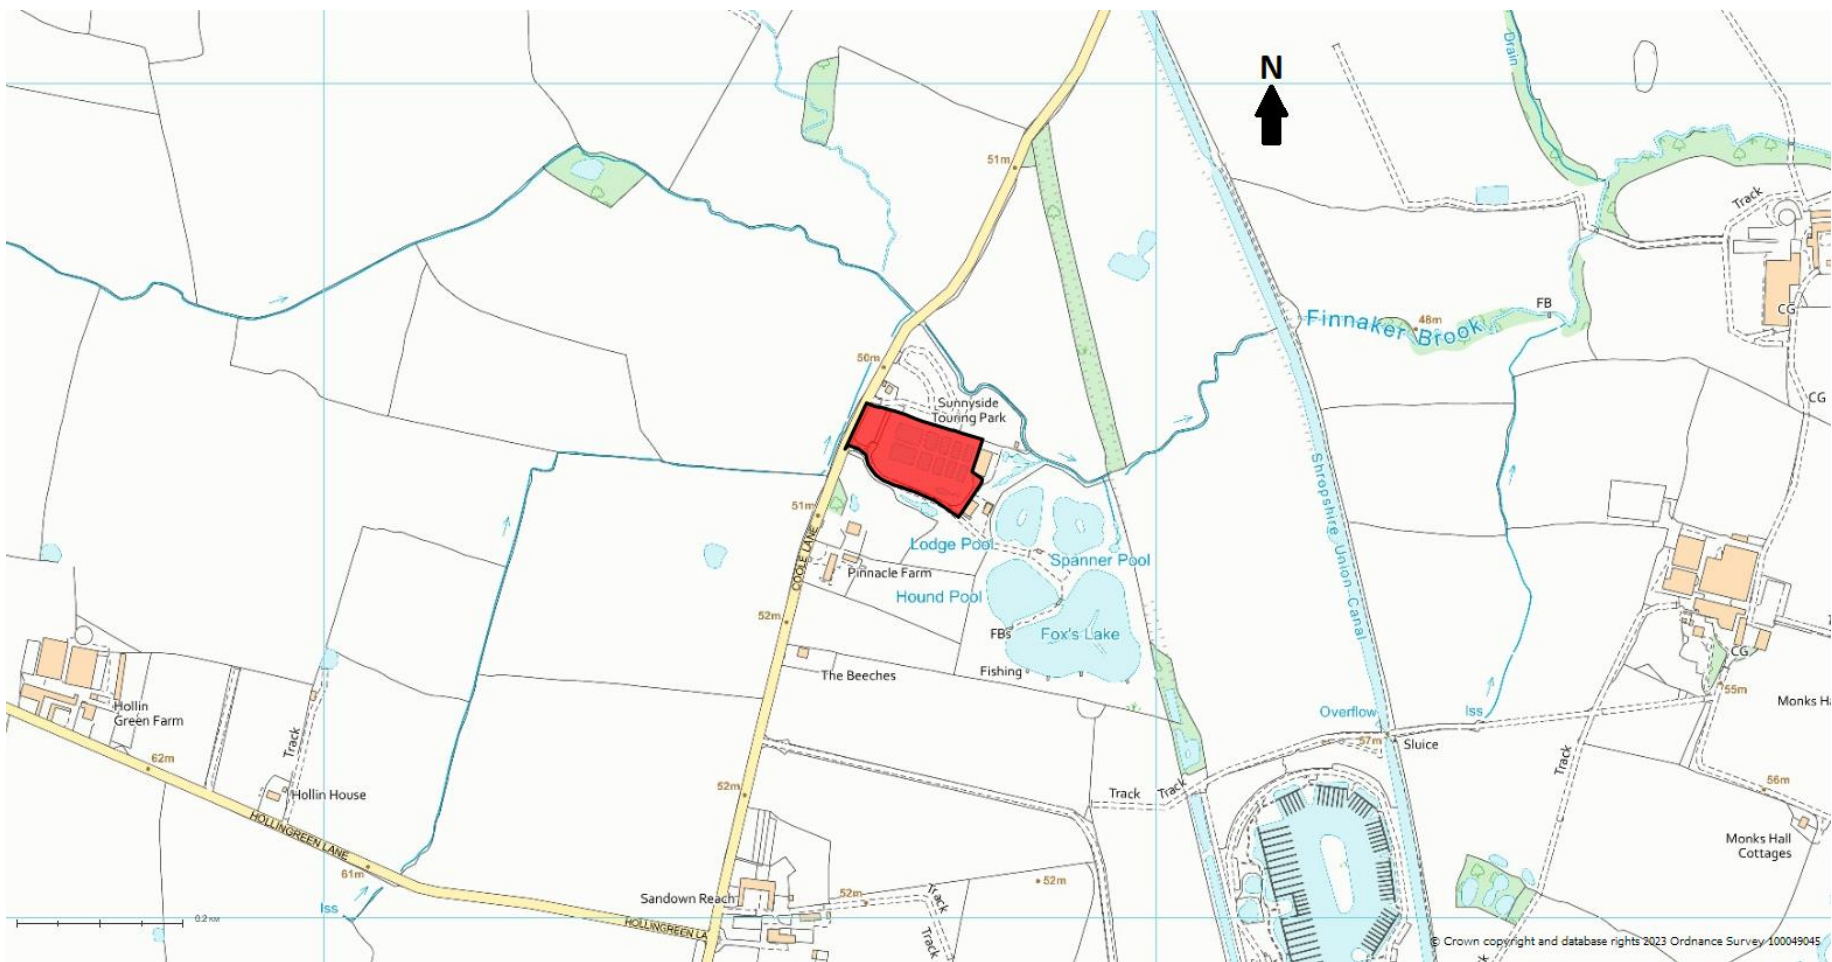 N
Drain
51m
Track
50m
Finnaker Brook
48m
FB
CG
CG
Sunnyside
Touring Park
51m
COOLE LANE
Shropshire Union Canal
Lodge Pool
Spanner Pool
Pinnacle Farm
Hound Pool
52m
FBs
Fox's Lake
Fishing
The Beeches
CG
55m
Monks Ha
Hollin
Green Farm
Overflow
Iss
57m
Sluice
62m
Track
Track
Hollin House
52m
Track
Track
56m
HOLLINGREEN LANE
Monks Hall
Cottages
61m
Sandown Reach
52m
52m
Track
Iss
0.2 KM
HOLLINGREEN LA
Track
© Crown copyright and database rights 2023 Ordnance Survey 100049045